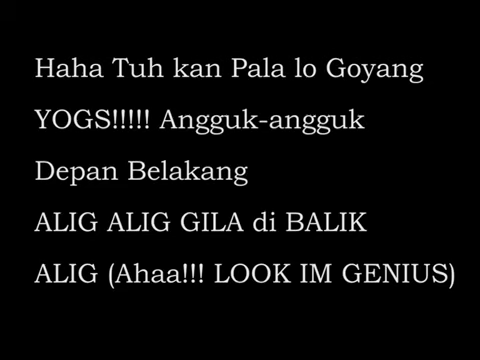 Haha Tuh kan Pala lo Goyang
YOGS!!!!! Angguk-angguk
Depan Belakang
ALIG ALIG GILA di BALIK
ALIG (Ahaa!!! LOOK IM GENIUS)